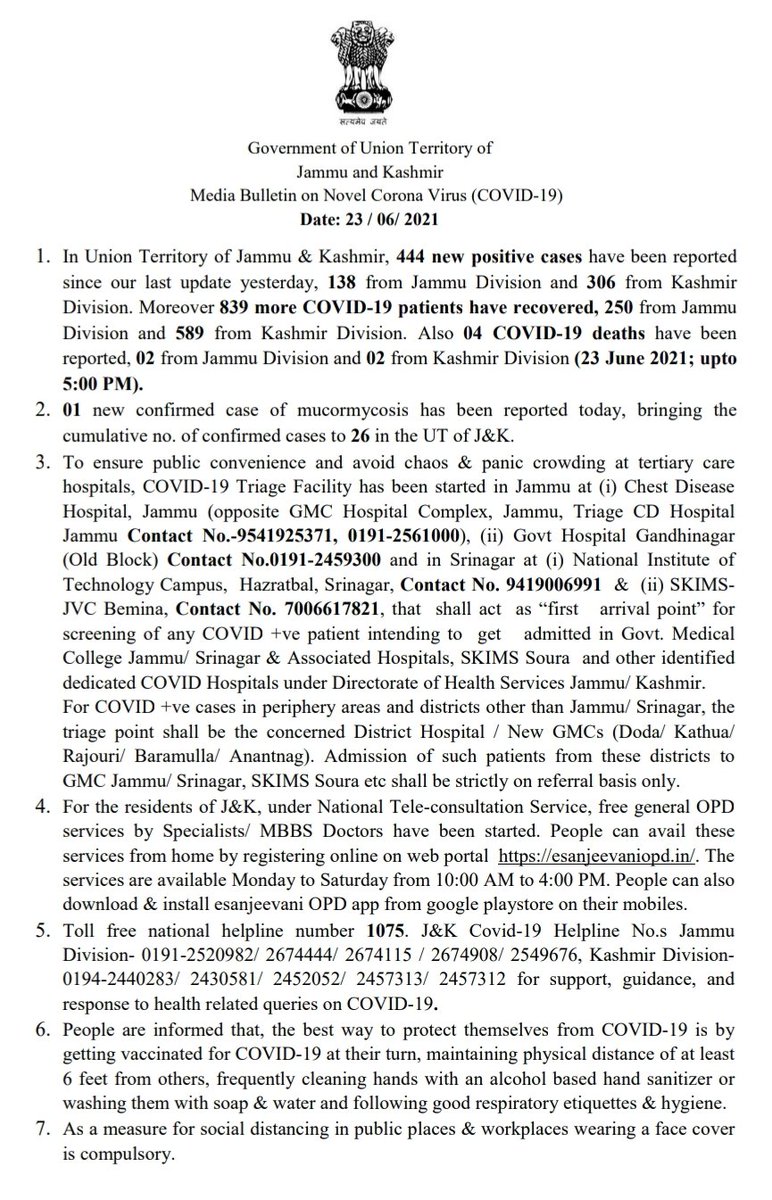 सत्यमेव जयते
Government of Union Territory of
Jammu and Kashmir
Media Bulletin on Novel Corona Virus (COVID-19)
Date: 23 / 06/ 2021
1. In Union Territory of Jammu & Kashmir, 444 new positive cases have been reported
since our last update yesterday, 138 from Jammu Division and 306 from Kashmir
Division. Moreover 839 more COVID-19 patients have recovered, 250 from Jammu
Division and 589 from Kashmir Division. Also 04 COVID-19 deaths have been
reported, 02 from Jammu Division and 02 from Kashmir Division (23 June 2021; upto
5:00 PM).
2. 01 new confirmed case of mucormycosis has been reported today, bringing the
cumulative no. of confirmed cases to 26 in the UT of J&K.
3. To ensure public convenience and avoid chaos & panic crowding at tertiary care
hospitals, COVID-19 Triage Facility has been started in Jammu at (i) Chest Disease
Hospital, Jammu (opposite GMC Hospital Complex, Jammu, Triage CD Hospital
Jammu Contact No.-9541925371, 0191-2561000), (ii) Govt Hospital Gandhinagar
(Old Block) Contact No.0191-2459300 and in Srinagar at (i) National Institute of
Technology Campus, Hazratbal, Srinagar, Contact No. 9419006991 & (ii) SKIMS-
JVC Bemina, Contact No. 7006617821, that shall act as “first arrival point” for
screening of any COVID +ve patient intending to get admitted in Govt. Medical
College Jammu/ Srinagar & Associated Hospitals, SKIMS Soura and other identified
dedicated COVID Hospitals under Directorate of Health Services Jammu/ Kashmir.
For COVID +ve cases in periphery areas and districts other than Jammu/ Srinagar, the
triage point shall be the concerned District Hospital / New GMCs (Doda/ Kathua/
Rajouri/ Baramulla/ Anantnag). Admission of such patients from these districts to
GMC Jammu/ Srinagar, SKIMS Soura etc shall be strictly on referral basis only.
4. For the residents of J&K, under National Tele-consultation Service, free general OPD
services by Specialists/ MBBS Doctors have been started. People can avail these
services from home by registering online on web portal https://esanjeevaniopd.in/. The
services are available Monday to Saturday from 10:00 AM to 4:00 PM. People can also
download & install esanjeevani OPD app from google playstore on their mobiles.
5. Toll free national helpline number 1075. J&K Covid-19 Helpline No.s Jammu
Division- 0191-2520982/ 2674444/ 2674115 / 2674908/ 2549676, Kashmir Division-
0194-2440283/ 2430581/ 2452052/ 2457313/ 2457312 for support, guidance, and
response to health related queries on COVID-19.
6. People are informed that, the best way to protect themselves from COVID-19 is by
getting vaccinated for COVID-19 at their turn, maintaining physical distance of at least
6 feet from others, frequently cleaning hands with an alcohol based hand sanitizer or
washing them with soap & water and following good respiratory etiquettes & hygiene.
7. As a measure for social distancing in public places & workplaces wearing a face cover
is compulsory.